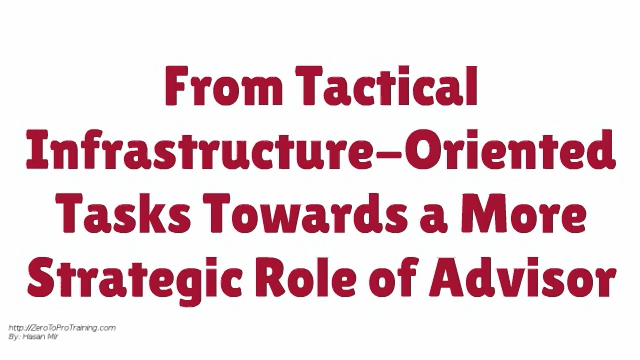 From Tactical
Infrastructure-Oriented
Tasks Towards a More
Strategic Role of Advisor
http://ZeroToProTraining.com
By: Hasan Mir